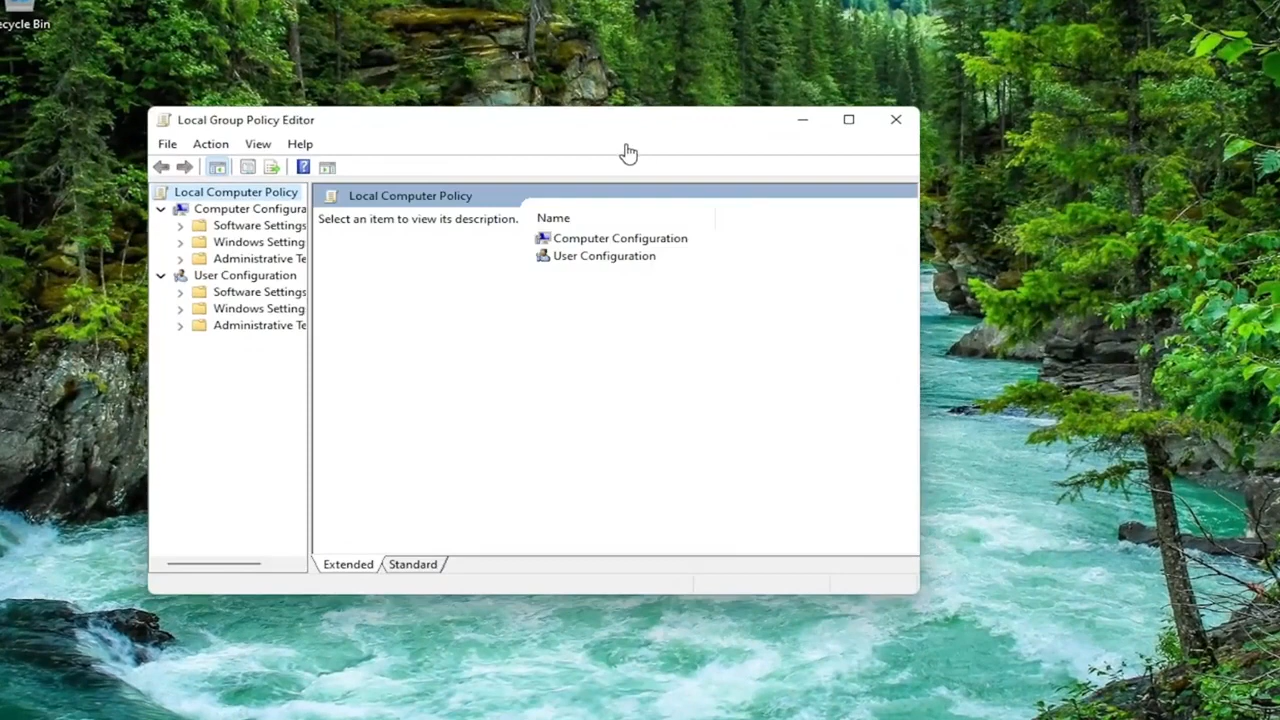 ecycle Bin
Local Group Policy Editor
File Action View Help
Local Computer Policy
Computer Configura
Software Settings
Windows Setting
Administrative Te
User Configuration
Software Settings
Windows Setting
Administrative Te
Local Computer Policy
Select an item to view its description.
Name
Computer Configuration
User Configuration
Extended Standard